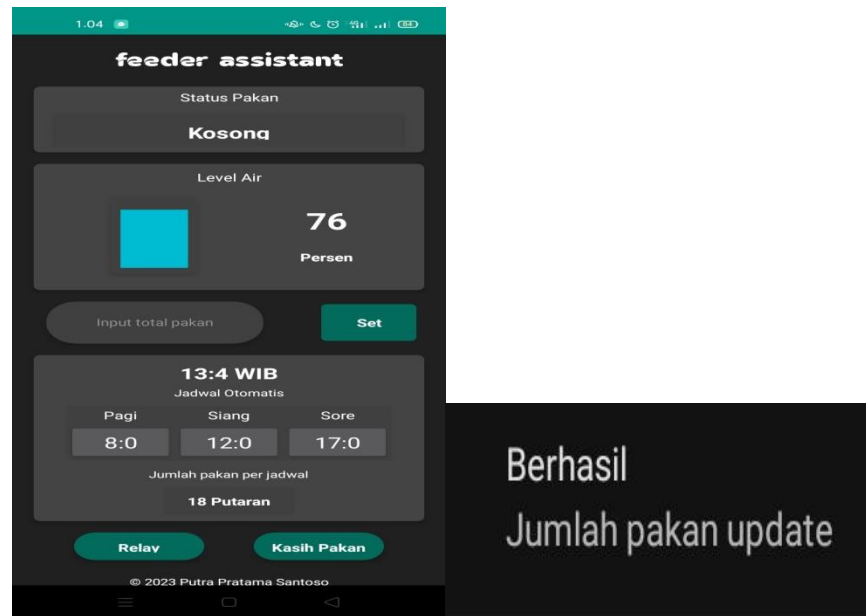 1.04
84
feeder assistant
Status Pakan
Kosong
Level Air
76
Persen
Input total pakan
Set
13:4 WIB
Jadwal Otomatis
Pagi Siang Sore
8:0 12:0 17:0
Jumlah pakan per jadwal
18 Putaran
Relay Kasih Pakan
© 2023 Putra Pratama Santoso
Berhasil
Jumlah pakan update